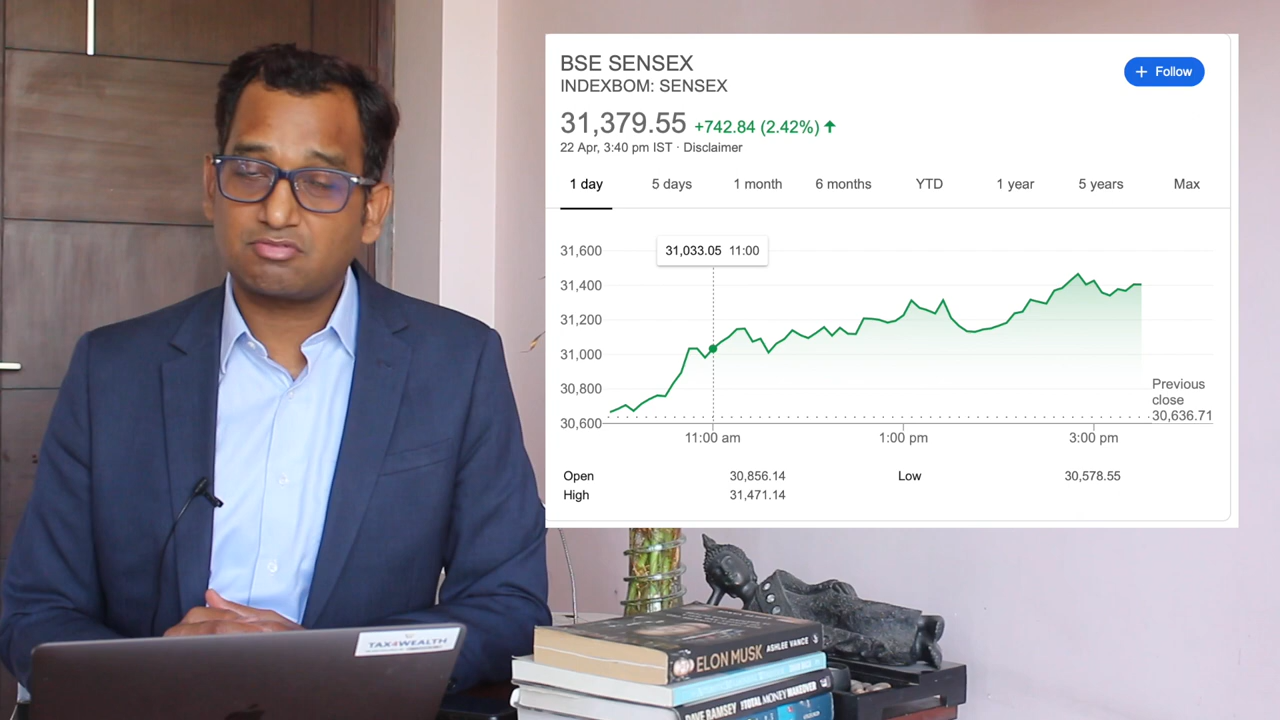 BSE SENSEX
INDEXBOM: SENSEX
+ Follow
31,379.55 +742.84 (2.42%) ↑
22 Apr, 3:40 pm IST · Disclaimer
1 day 5 days 1 month 6 months YTD 1 year 5 years Max
31,033.05 11:00
31,600
31,400
31,200
31,000
30,800
30,600
Previous
close
30,636.71
11:00 am 1:00 pm 3:00 pm
Open 30,856.14 Low 30,578.55
High 31,471.14
TAX4WEALTH
ELON MUSK ASHLEE VANCE
DAVE RAMSEY THE TOTAL MONEY MAKEOVER